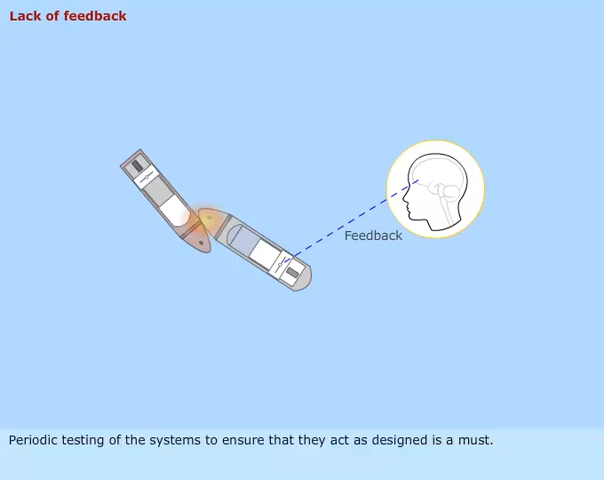 Lack of feedback
Feedback
Periodic testing of the systems to ensure that they act as designed is a must.